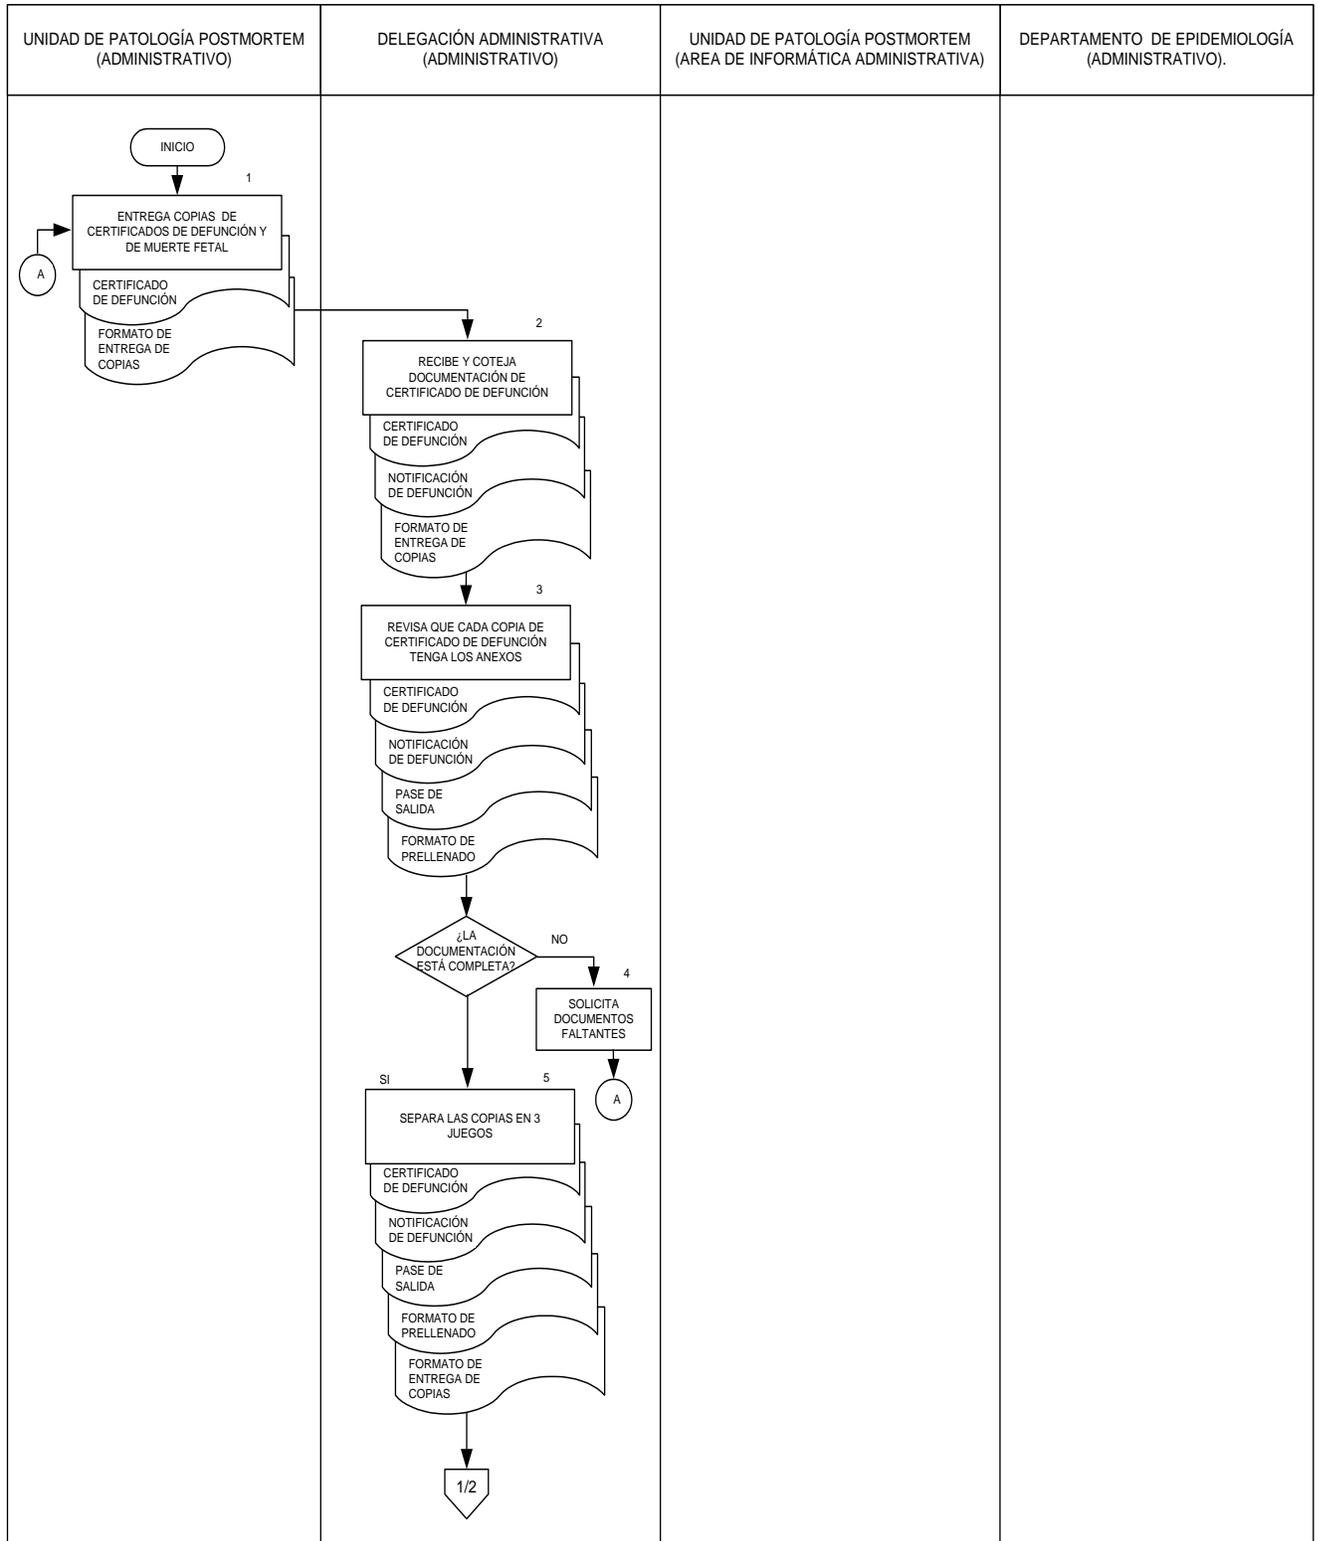 UNIDAD DE PATOLOGÍA POSTMORTEM
(ADMINISTRATIVO)
DELEGACIÓN ADMINISTRATIVA
(ADMINISTRATIVO)
UNIDAD DE PATOLOGÍA POSTMORTEM
(AREA DE INFORMÁTICA ADMINISTRATIVA)
DEPARTAMENTO DE EPIDEMIOLOGÍA
(ADMINISTRATIVO).
INICIO
1
ENTREGA COPIAS DE
CERTIFICADOS DE DEFUNCIÓN Y
DE MUERTE FETAL
A
CERTIFICADO
DE DEFUNCIÓN
FORMATO DE
ENTREGA DE
COPIAS
2
RECIBE Y COTEJA
DOCUMENTACIÓN DE
CERTIFICADO DE DEFUNCIÓN
CERTIFICADO
DE DEFUNCIÓN
NOTIFICACIÓN
DE DEFUNCIÓN
FORMATO DE
ENTREGA DE
COPIAS
3
REVISA QUE CADA COPIA DE
CERTIFICADO DE DEFUNCIÓN
TENGA LOS ANEXOS
CERTIFICADO
DE DEFUNCIÓN
NOTIFICACIÓN
DE DEFUNCIÓN
PASE DE
SALIDA
FORMATO DE
PRELLENADO
¿LA
DOCUMENTACIÓN
ESTÁ COMPLETA?
NO
4
SOLICITA
DOCUMENTOS
FALTANTES
A
SI
5
SEPARA LAS COPIAS EN 3
JUEGOS
CERTIFICADO
DE DEFUNCIÓN
NOTIFICACIÓN
DE DEFUNCIÓN
PASE DE
SALIDA
FORMATO DE
PRELLENADO
FORMATO DE
ENTREGA DE
COPIAS
1/2